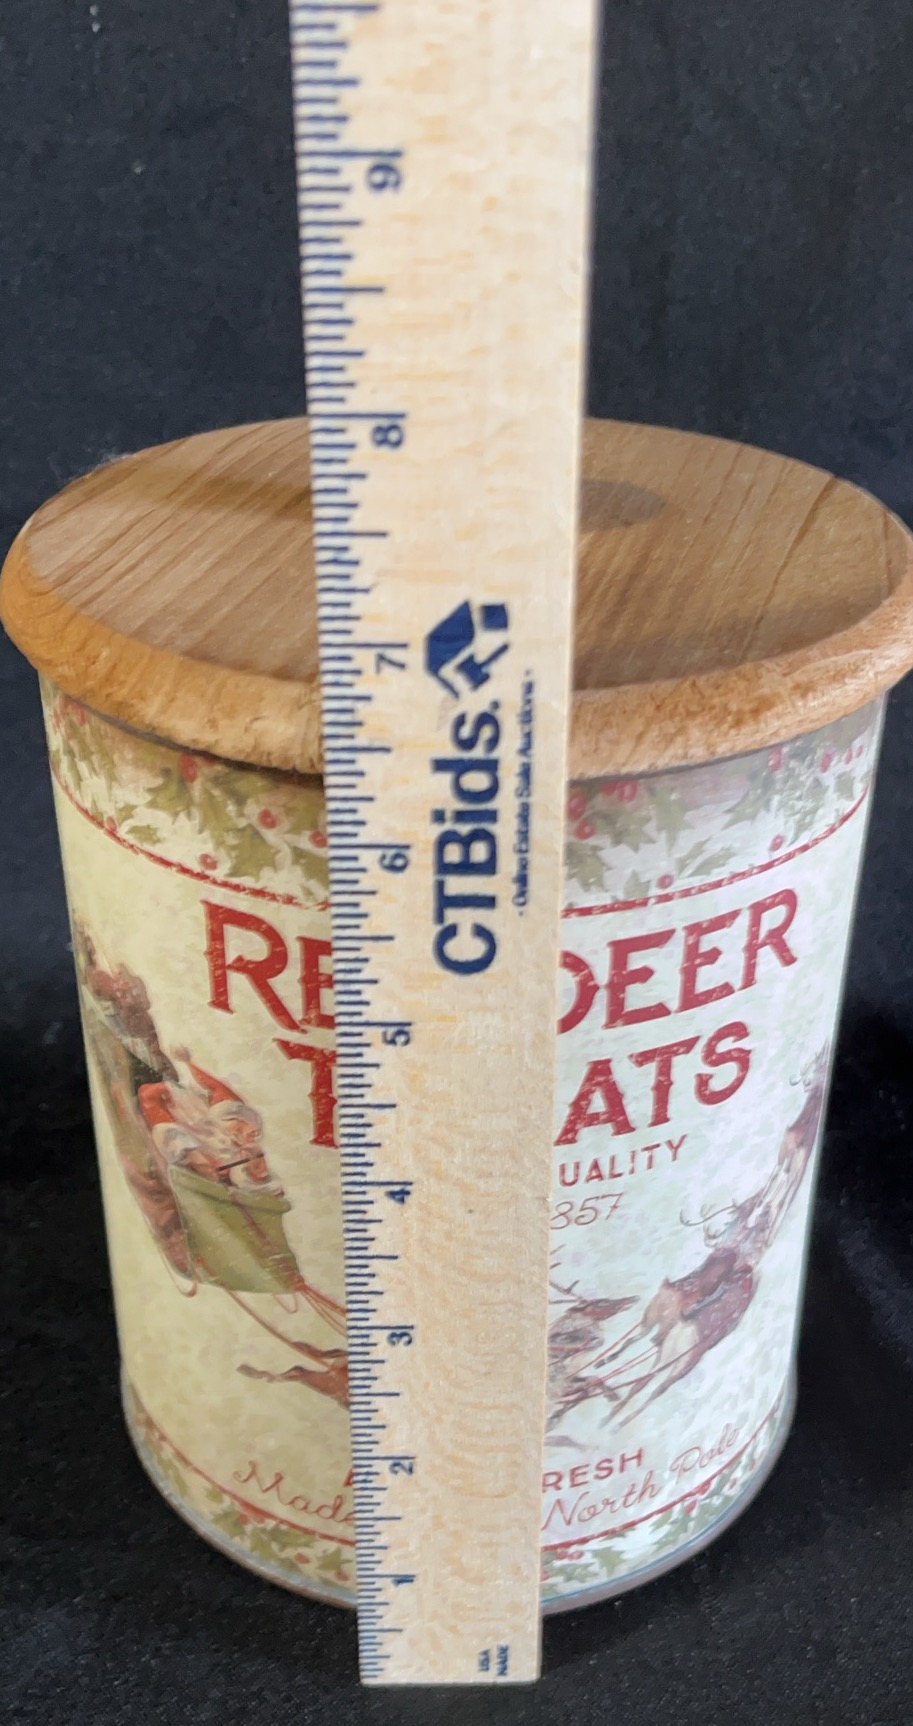 9
8
7
6
5
4
3
2
1
CTBids.
- Online Estate Sale Auctions -
USA
MADE
RE DEER
T ATS
UALITY
857
RESH
Made North Pole